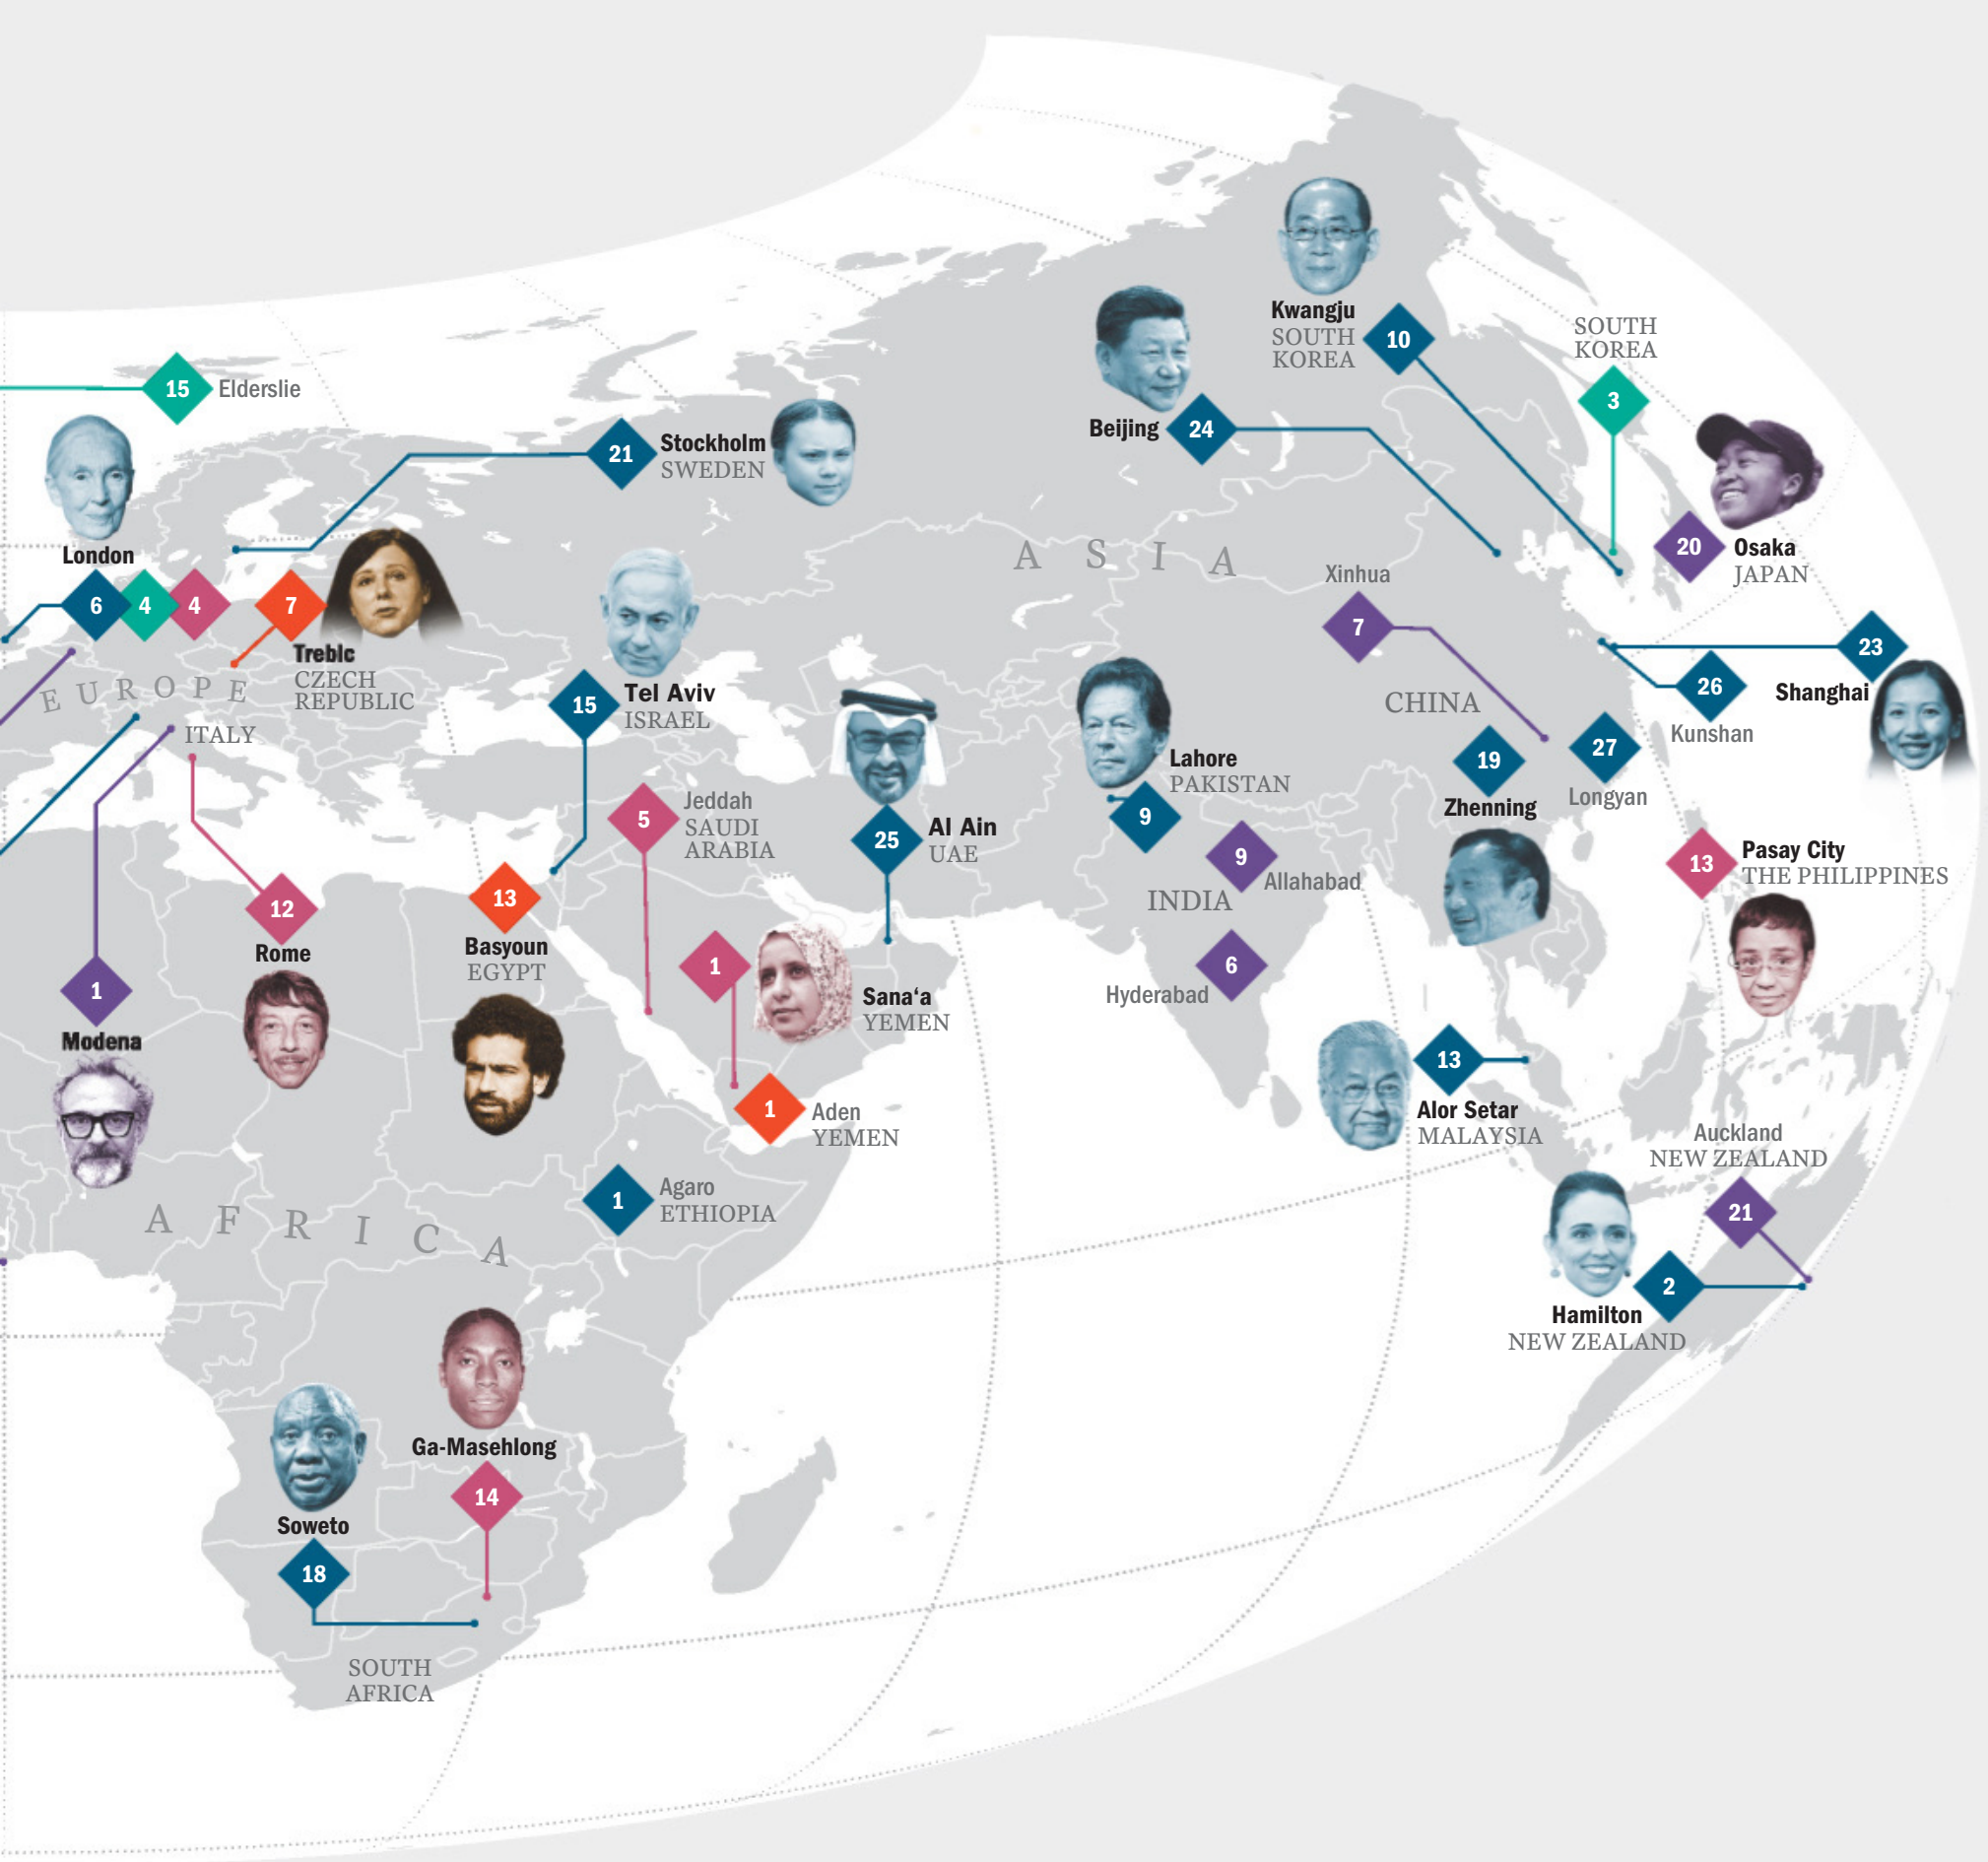 Kwangju
SOUTH
KOREA
10
SOUTH
KOREA
3
15
Elderslie
Beijing
24
21
Stockholm
SWEDEN
London
6
4
4
7
Trebic
CZECH
REPUBLIC
ASIA
20
Osaka
JAPAN
Xinhua
7
23
Shanghai
26
Kunshan
EUROPE
ITALY
15
Tel Aviv
ISRAEL
CHINA
19
Zhenning
27
Longyan
Lahore
PAKISTAN
9
5
Jeddah
SAUDI
ARABIA
25
Al Ain
UAE
9
Allahabad
INDIA
13
Pasay City
THE PHILIPPINES
12
Rome
13
Basyoun
EGYPT
1
Sana‘a
YEMEN
6
Hyderabad
1
Modena
13
Alor Setar
MALAYSIA
1
Aden
YEMEN
Auckland
NEW ZEALAND
21
1
Agaro
ETHIOPIA
AFRICA
2
Hamilton
NEW ZEALAND
Ga-Masehlong
14
Soweto
18
SOUTH
AFRICA